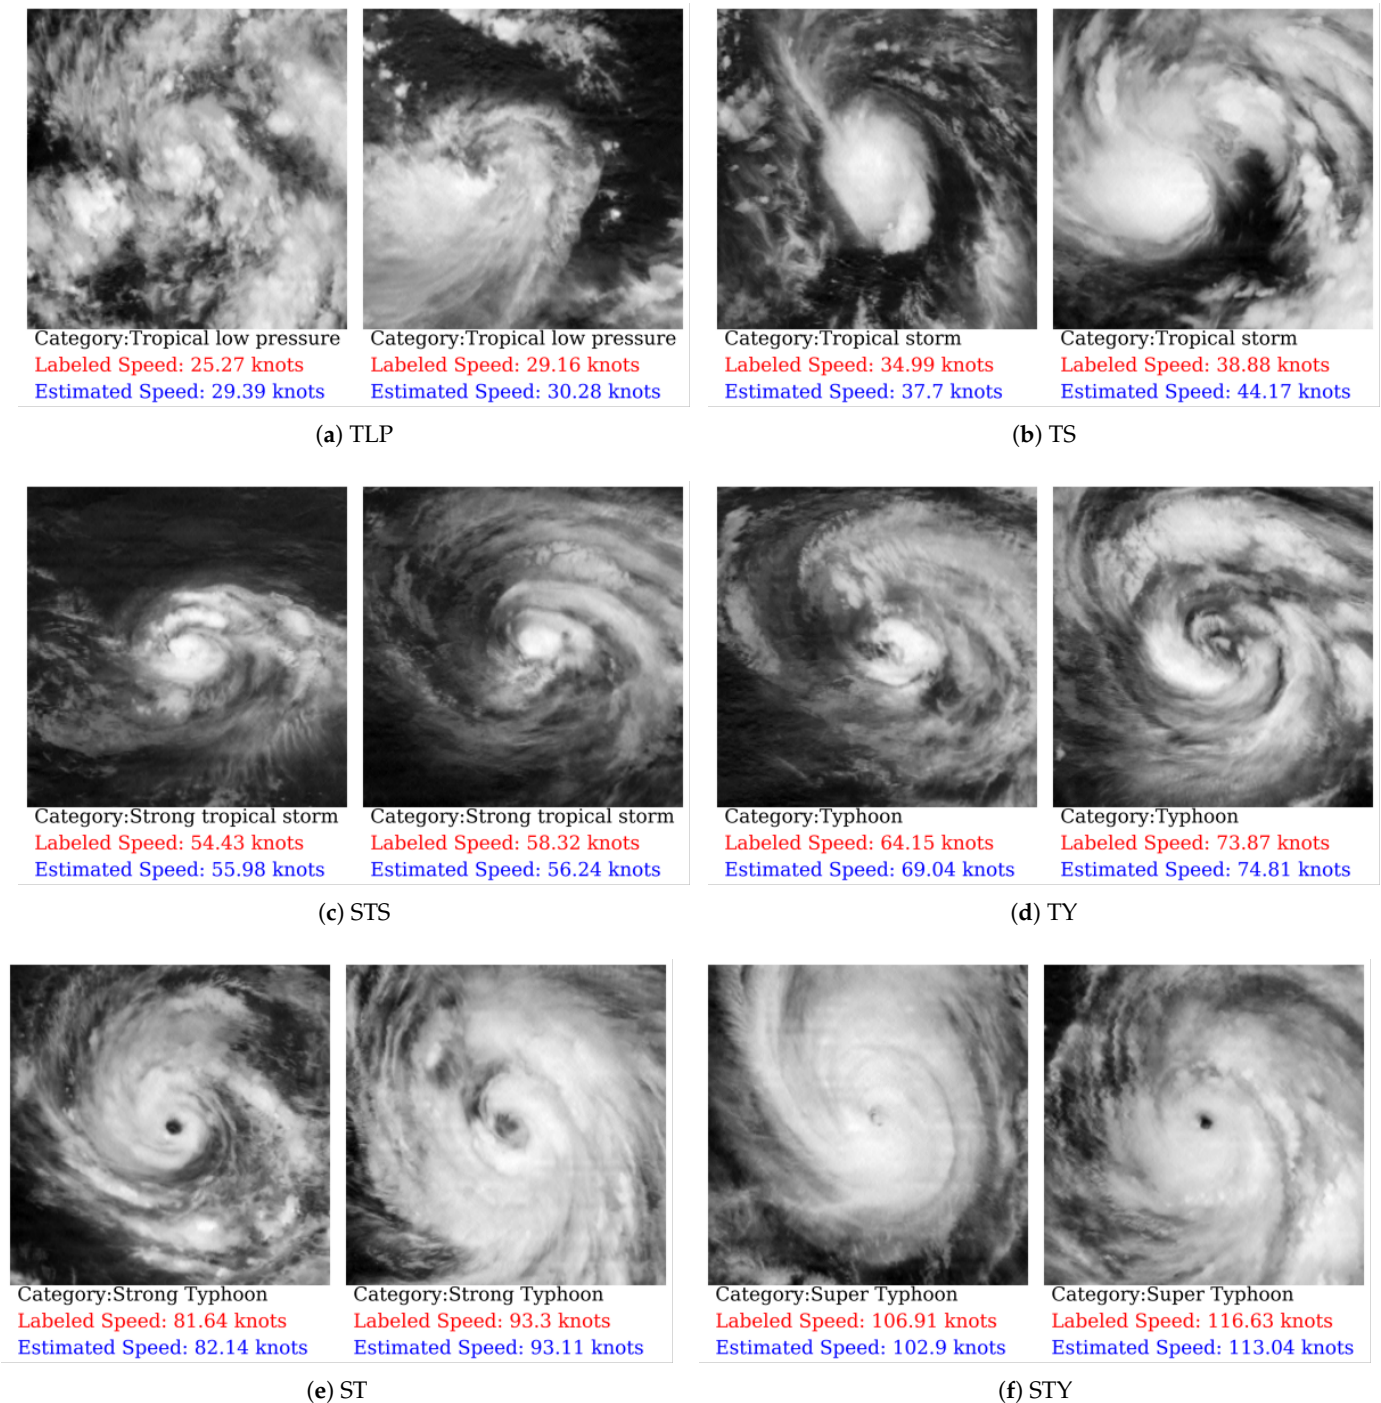 Category:Tropical low pressure
Labeled Speed: 25.27 knots
Estimated Speed: 29.39 knots
Category:Tropical low pressure
Labeled Speed: 29.16 knots
Estimated Speed: 30.28 knots
(a) TLP
Category:Tropical storm
Labeled Speed: 34.99 knots
Estimated Speed: 37.7 knots
Category:Tropical storm
Labeled Speed: 38.88 knots
Estimated Speed: 44.17 knots
(b) TS
Category:Strong tropical storm
Labeled Speed: 54.43 knots
Estimated Speed: 55.98 knots
Category:Strong tropical storm
Labeled Speed: 58.32 knots
Estimated Speed: 56.24 knots
(c) STS
Category:Typhoon
Labeled Speed: 64.15 knots
Estimated Speed: 69.04 knots
Category:Typhoon
Labeled Speed: 73.87 knots
Estimated Speed: 74.81 knots
(d) TY
Category:Strong Typhoon
Labeled Speed: 81.64 knots
Estimated Speed: 82.14 knots
Category:Strong Typhoon
Labeled Speed: 93.3 knots
Estimated Speed: 93.11 knots
(e) ST
Category:Super Typhoon
Labeled Speed: 106.91 knots
Estimated Speed: 102.9 knots
Category:Super Typhoon
Labeled Speed: 116.63 knots
Estimated Speed: 113.04 knots
(f) STY